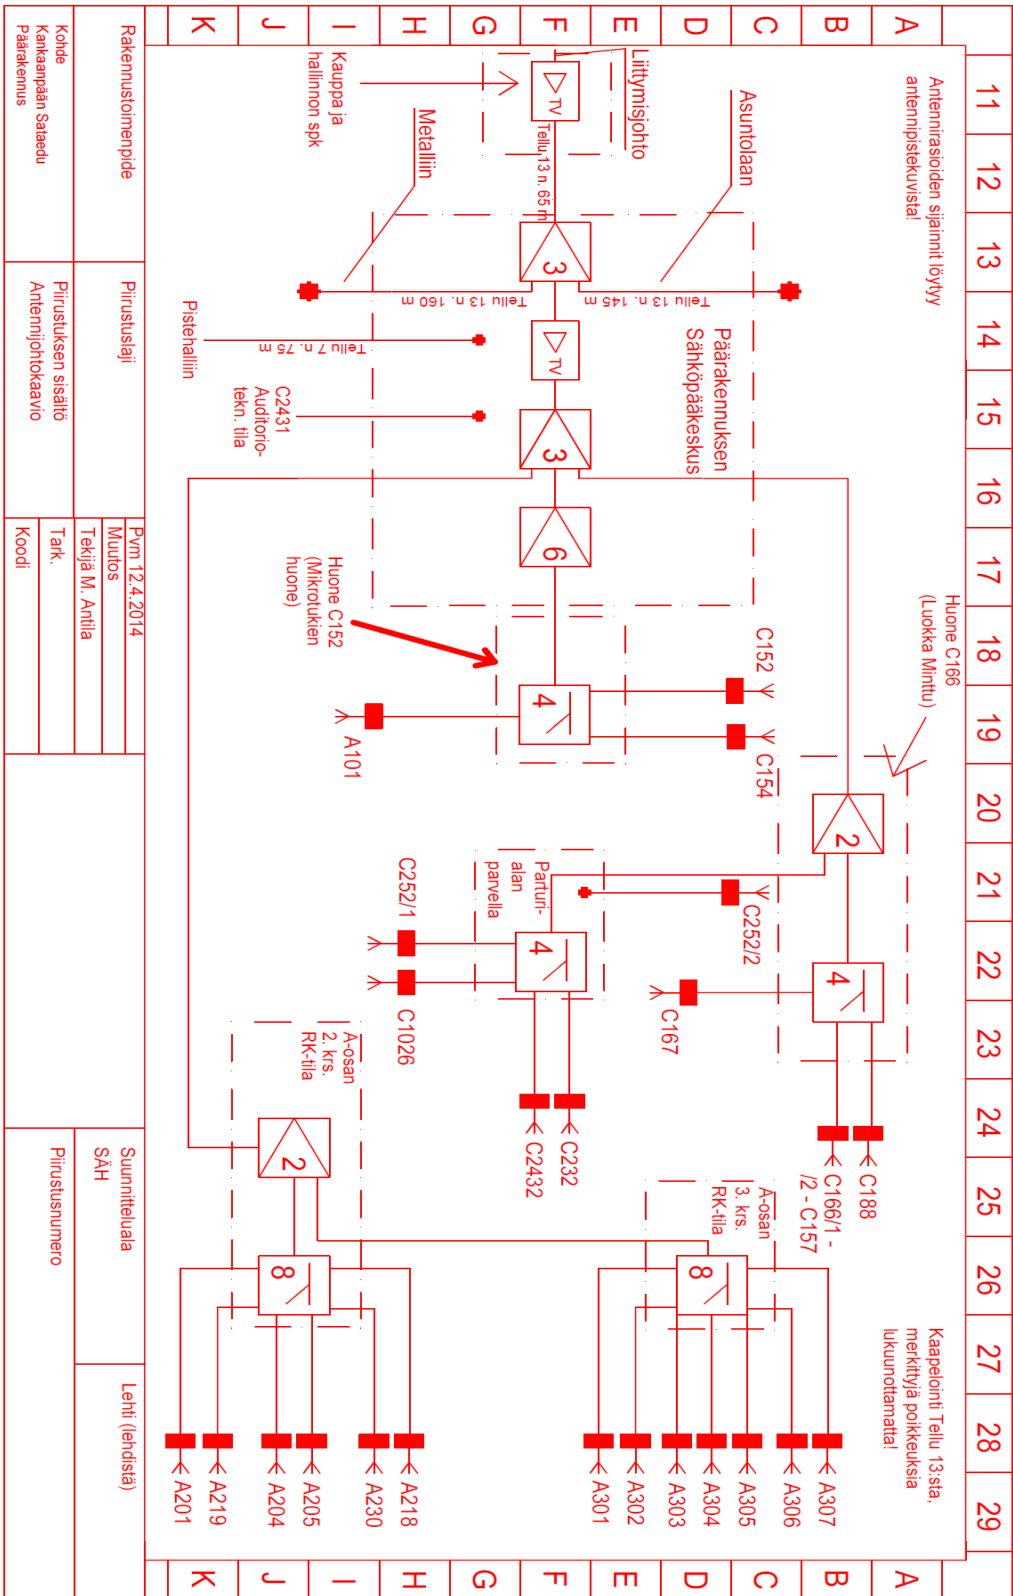 11 12 13 14 15 16 17 18 19 20 21 22 23 24 25 26 27 28 29
A
B
C
D
E
F
G
H
I
J
K
A
B
C
D
E
F
G
H
I
J
K
Antennirasioiden sijainnit löytyy
antennipistekuvista!
Kaapelointi Tellu 13:sta,
merkittyjä poikkeuksia
lukuunottamatta!
Huone C166
(Luokka Minttu)
Asuntolaan
Liittymisjohto
TV
Tellu 13 n. 65 m
Kauppa ja
hallinnon spk
Metalliin
3
Tellu 13 n. 145 m
Tellu 13 n. 160 m
Päärakennuksen
Sähköpääkeskus
TV
Tellu 7 n. 75 m
Pistehalliin
C2431
Auditorio-
tekn. tila
3
6
Huone C152
(Mikrotukien
huone)
4
C152
C154
A101
2
4
C167
C188
C166/1 -
/2 - C157
Parturi-
alan
parvella
4
C252/2
C252/1
C1026
C232
C2432
A-osan
2. krs.
RK-tila
2
8
A-osan
3. krs.
RK-tila
8
A307
A306
A305
A304
A303
A302
A301
A218
A230
A205
A204
A219
A201
Rakennustoimenpide
Kohde
Kankaanpään Sataedu
Päärakennus
Piirustuslaji
Piirustuksen sisältö
Antennijohtokaavio
Pvm 12.4.2014
Muutos
Tekijä M. Antila
Tark.
Koodi
Suunnitteluala
SÄH
Piirustusnumero
Lehti (lehdistä)